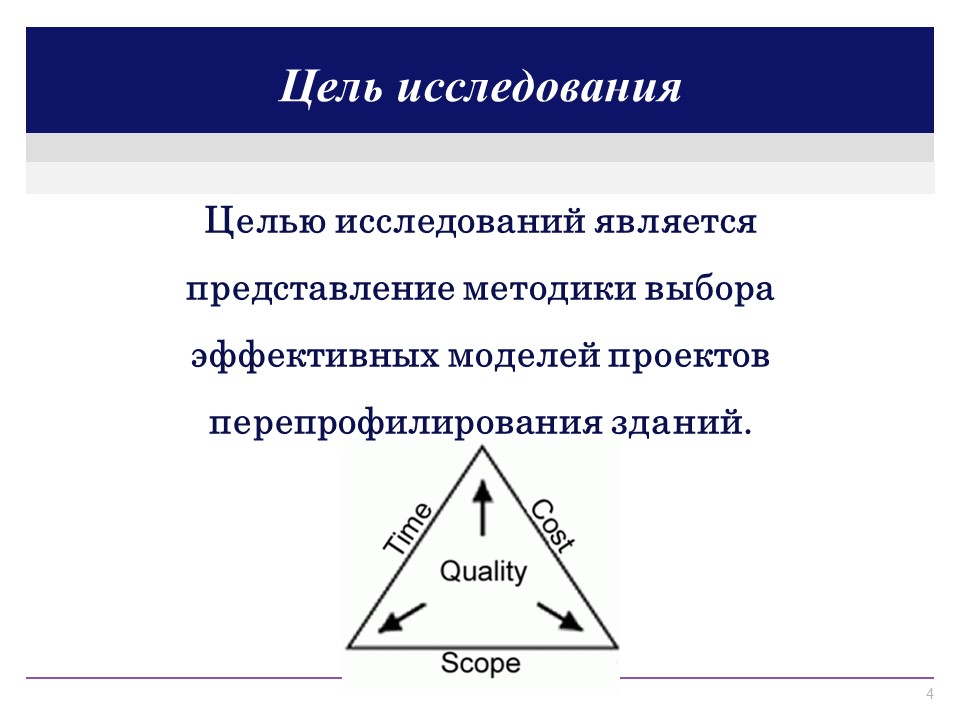 Цель исследования
Целью исследований является
представление методики выбора
эффективных моделей проектов
перепрофилирования зданий.
Time
Cost
Quality
Scope
4